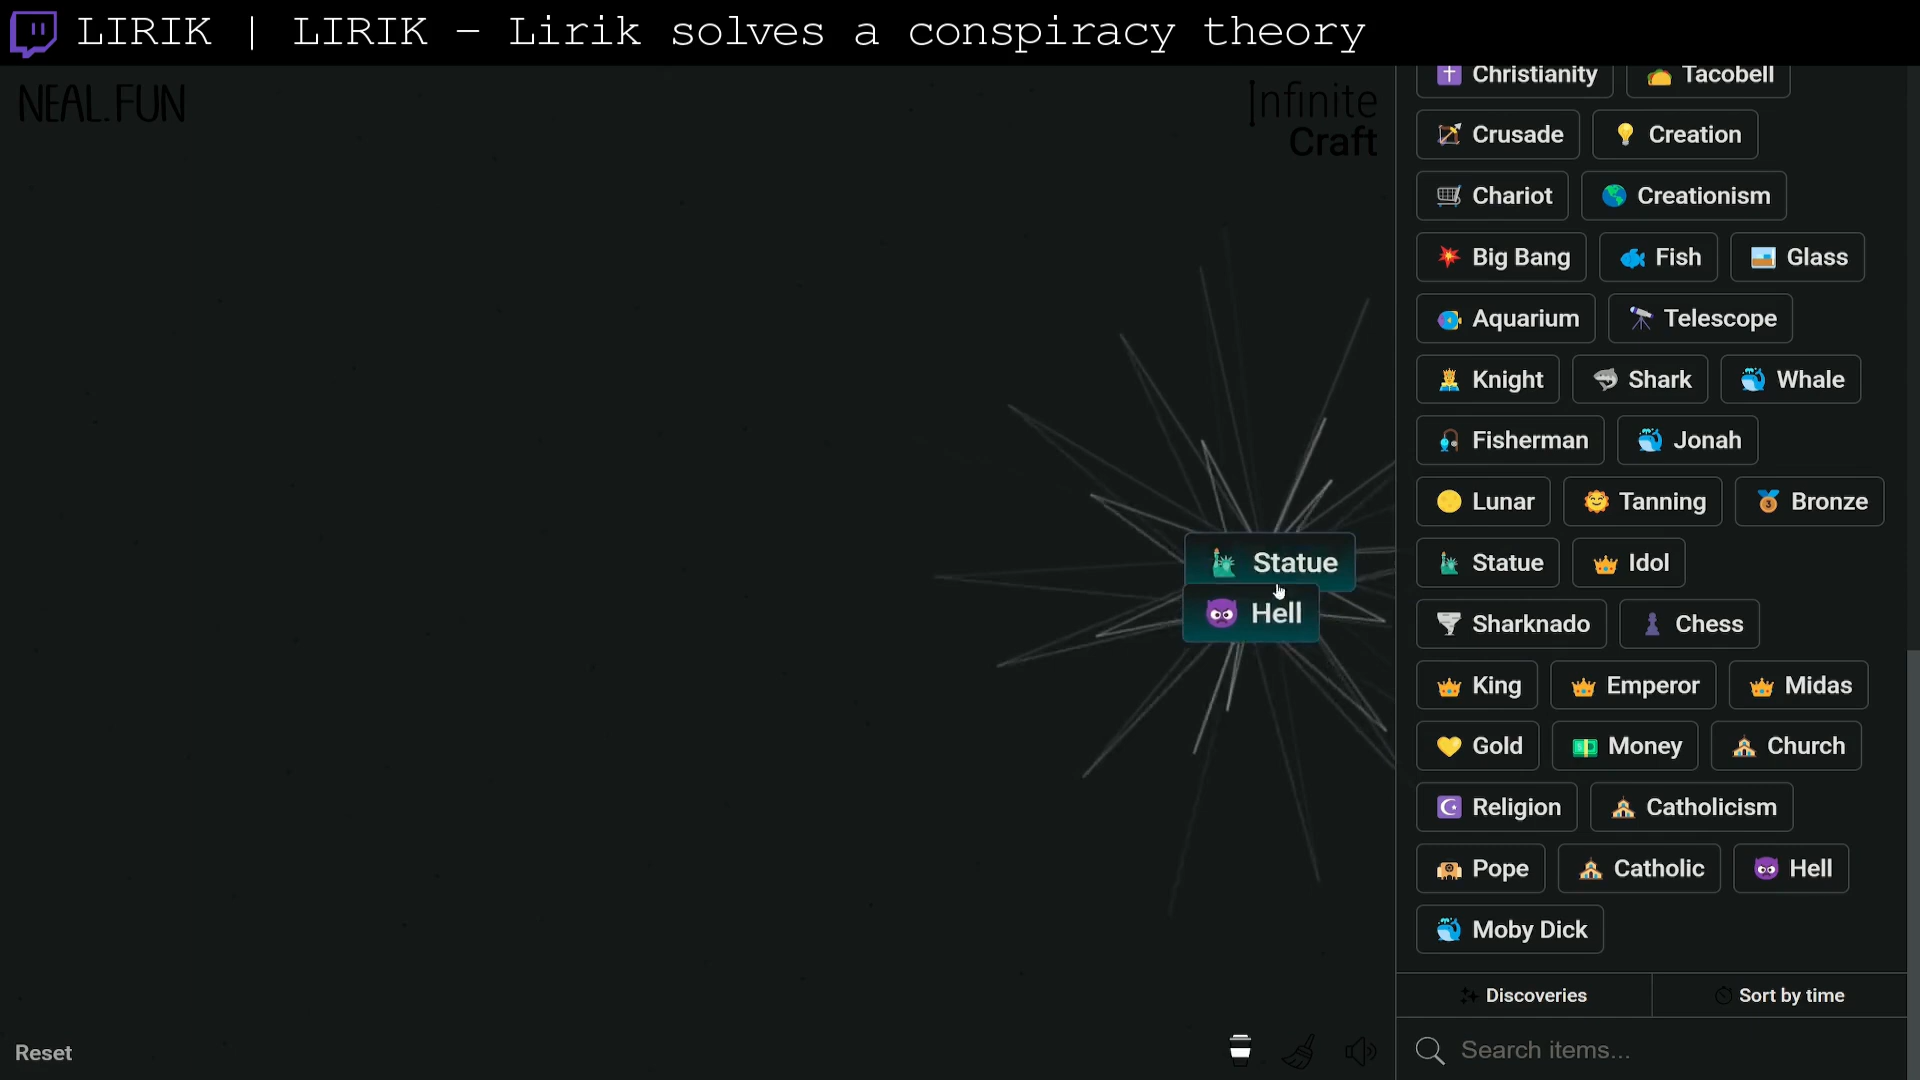 LIRIK | LIRIK – Lirik solves a conspiracy theory
NEAL.FUN
Infinite
Craft
Christianity Tacobell
Crusade Creation
Chariot Creationism
Big Bang Fish Glass
Aquarium Telescope
Knight Shark Whale
Fisherman Jonah
Lunar Tanning Bronze
Statue
Statue Idol
Hell
Sharknado Chess
King Emperor Midas
Gold Money Church
Religion Catholicism
Pope Catholic Hell
Moby Dick
Discoveries Sort by time
Reset
Search items...